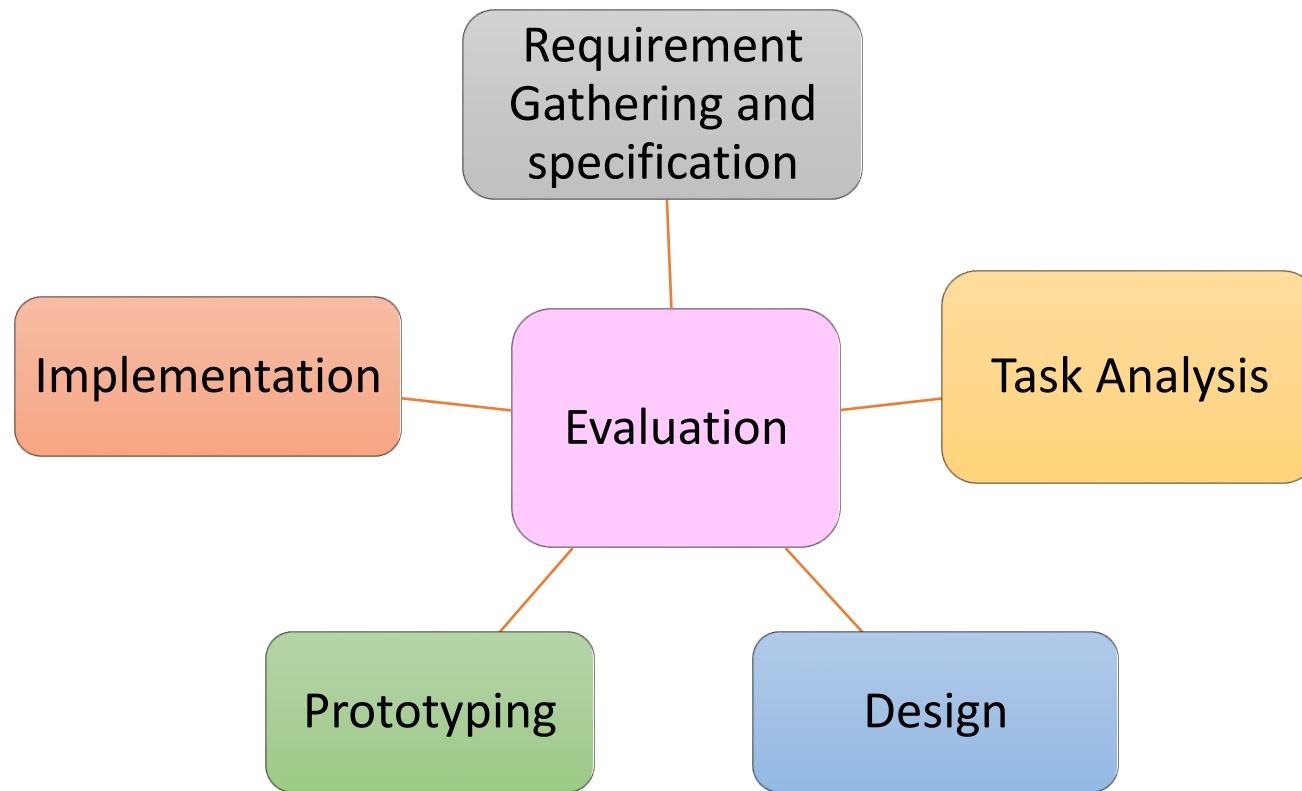 Requirement
Gathering and
specification
Implementation
Evaluation
Task Analysis
Prototyping
Design